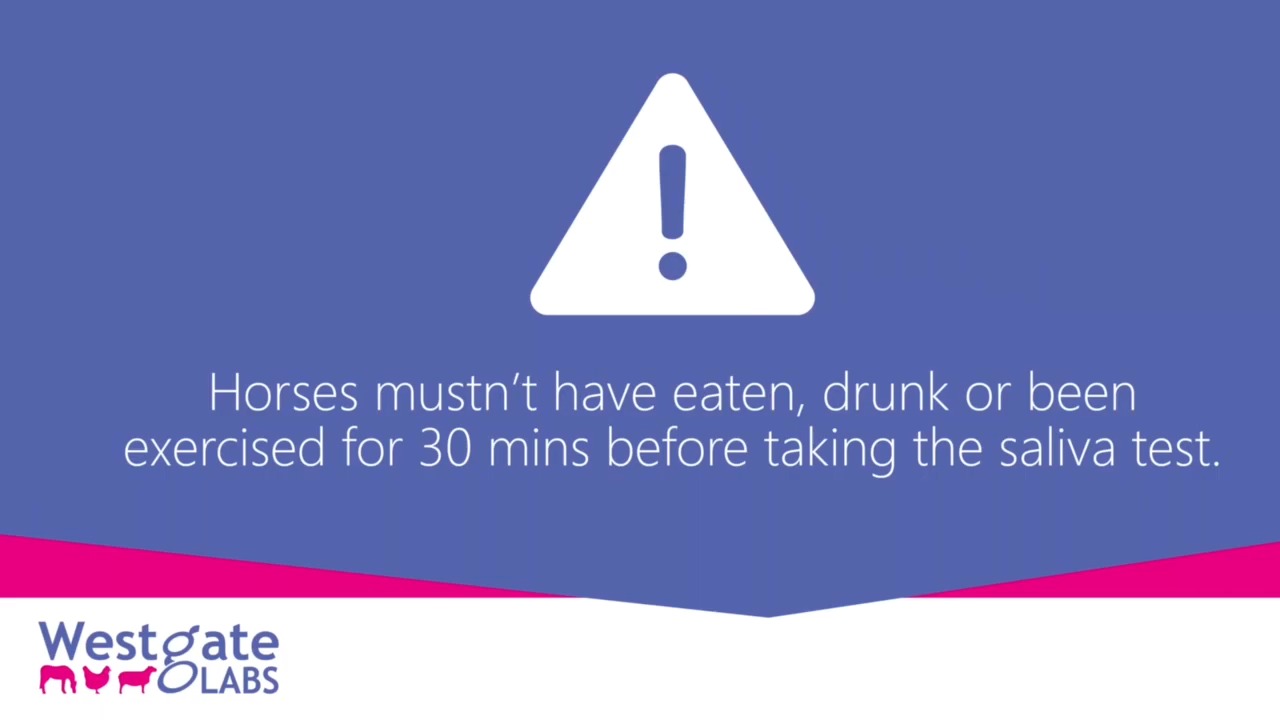 Horses mustn’t have eaten, drunk or been
exercised for 30 mins before taking the saliva test.
Westgate
LABS